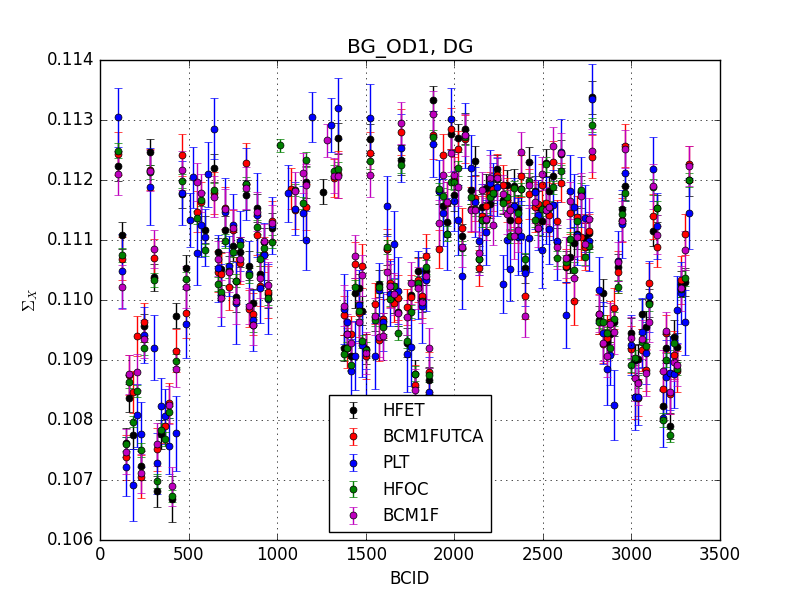 BG_OD1, DG
0.114
0.113
0.112
0.111
0.110
0.109
0.108
0.107
0.106
Σ_X
HFET
BCM1FUTCA
PLT
HFOC
BCM1F
0 500 1000 1500 2000 2500 3000 3500
BCID